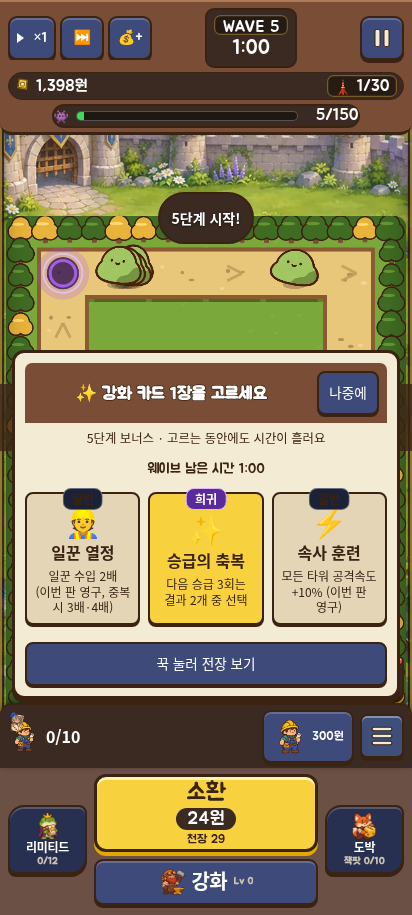 ×1
+
WAVE 5
1:00
1,398원
1/30
5/150
5단계 시작!
강화 카드 1장을 고르세요
나중에
5단계 보너스 · 고르는 동안에도 시간이 흘러요
웨이브 남은 시간 1:00
일꾼 열정
일꾼 수입 2배
(이번 판 영구, 중복
시 3배·4배)
희귀
승급의 축복
다음 승급 3회는
결과 2개 중 선택
속사 훈련
모든 타워 공격속도
+10% (이번 판
영구)
꾹 눌러 전장 보기
0/10
300원
리미티드
0/12
소환
24원
천장 29
강화 Lv 0
도박
잭팟 0/10